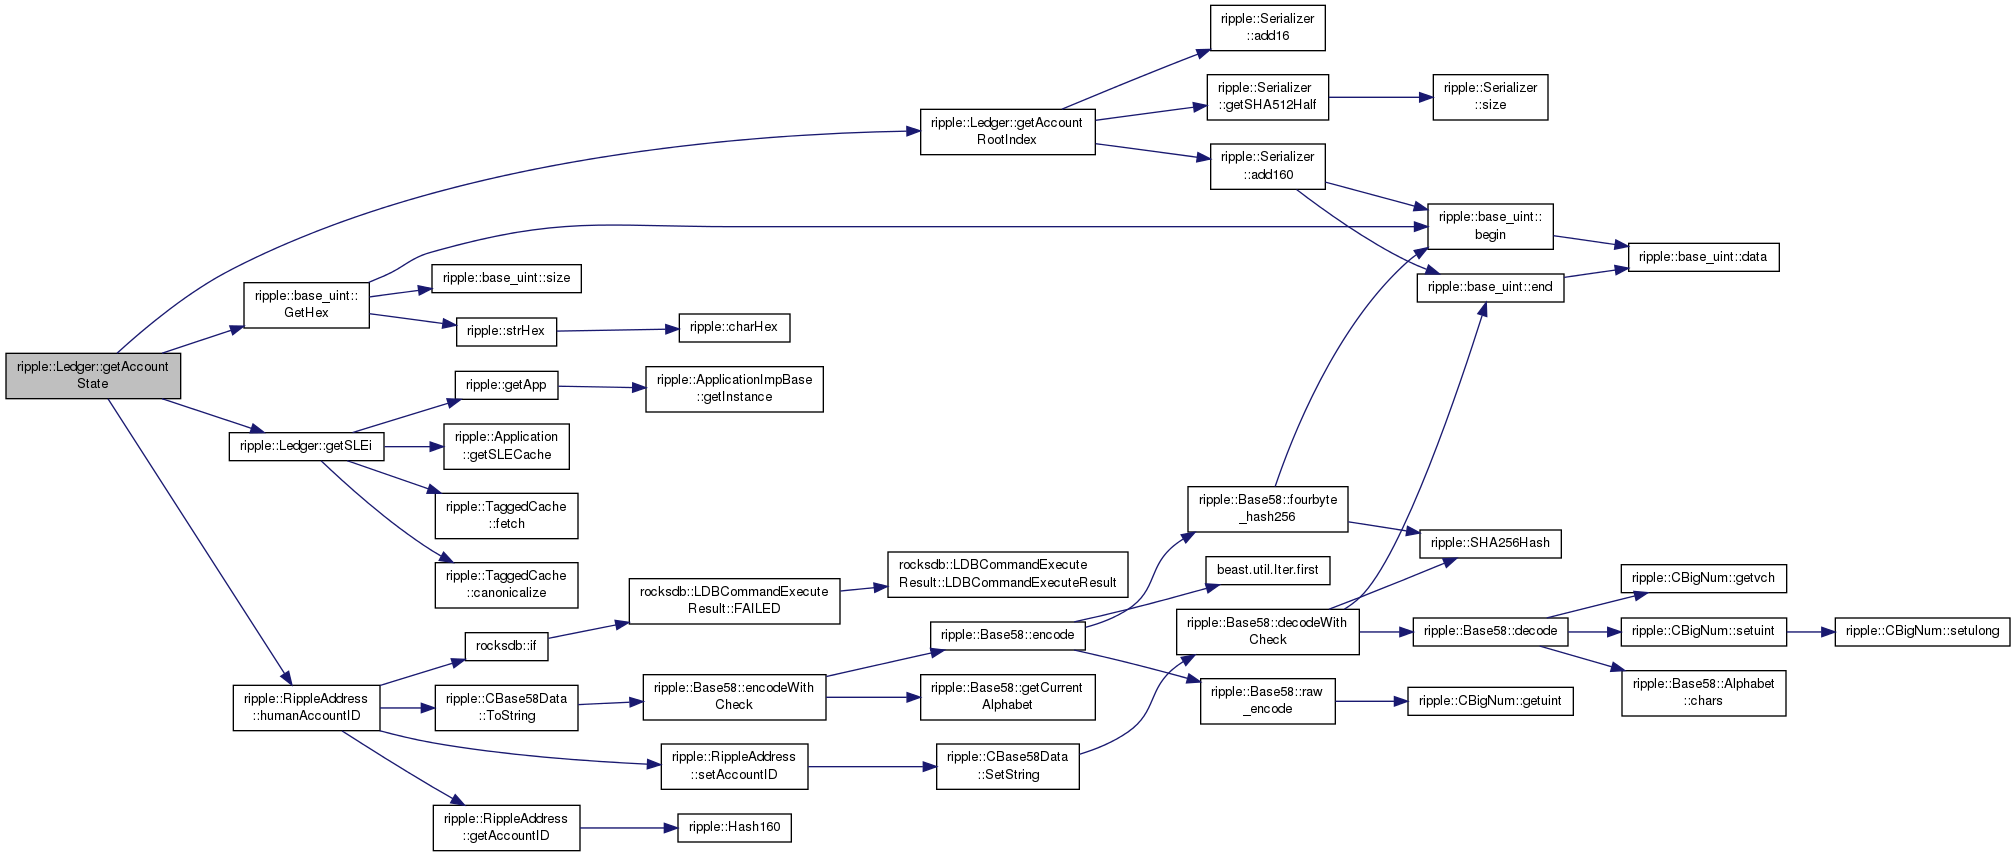 ripple::Serializer
::add16
ripple::Serializer
::getSHA512Half
ripple::Serializer
::size
ripple::Ledger::getAccount
RootIndex
ripple::Serializer
::add160
ripple::base_uint::
begin
ripple::base_uint::data
ripple::base_uint::end
ripple::base_uint::size
ripple::base_uint::
GetHex
ripple::strHex
ripple::charHex
ripple::Ledger::getAccount
State
ripple::getApp
ripple::ApplicationImpBase
::getInstance
ripple::Ledger::getSLEi
ripple::Application
::getSLECache
ripple::TaggedCache
::fetch
ripple::TaggedCache
::canonicalize
ripple::Base58::fourbyte
_hash256
ripple::SHA256Hash
rocksdb::LDBCommandExecute
Result::LDBCommandExecuteResult
beast.util.Iter.first
rocksdb::LDBCommandExecute
Result::FAILED
ripple::CBigNum::getvch
rocksdb::if
ripple::Base58::encode
ripple::Base58::decodeWith
Check
ripple::Base58::decode
ripple::CBigNum::setuint
ripple::CBigNum::setulong
ripple::RippleAddress
::humanAccountID
ripple::CBase58Data
::ToString
ripple::Base58::encodeWith
Check
ripple::Base58::getCurrent
Alphabet
ripple::Base58::raw
_encode
ripple::CBigNum::getuint
ripple::Base58::Alphabet
::chars
ripple::RippleAddress
::setAccountID
ripple::CBase58Data
::SetString
ripple::RippleAddress
::getAccountID
ripple::Hash160